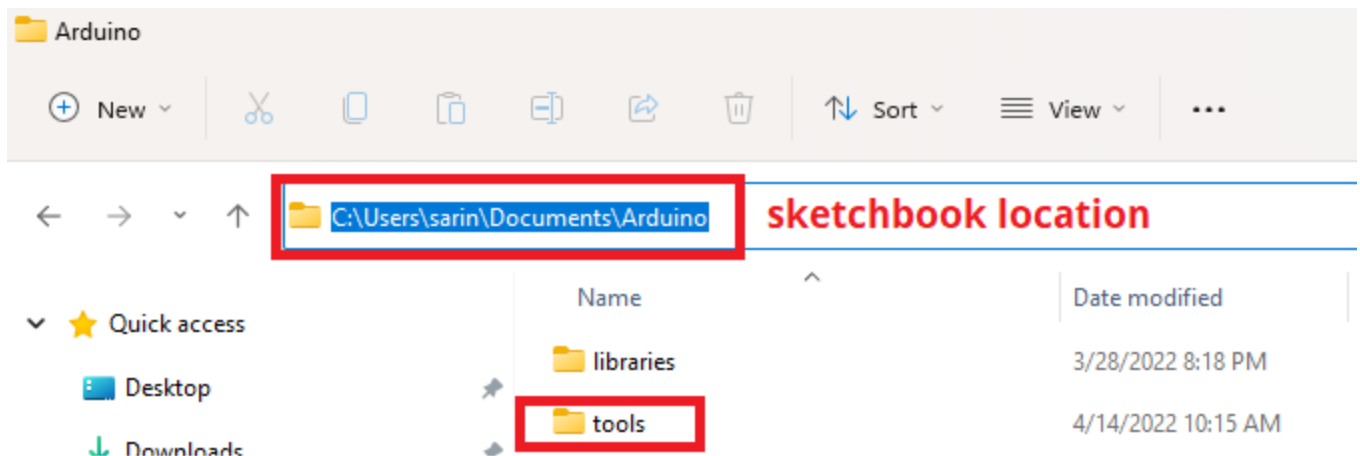 Arduino
New
Sort
View
C:\Users\sarin\Documents\Arduino
sketchbook location
Name
Date modified
Quick access
libraries
3/28/2022 8:18 PM
Desktop
tools
4/14/2022 10:15 AM
Downloads